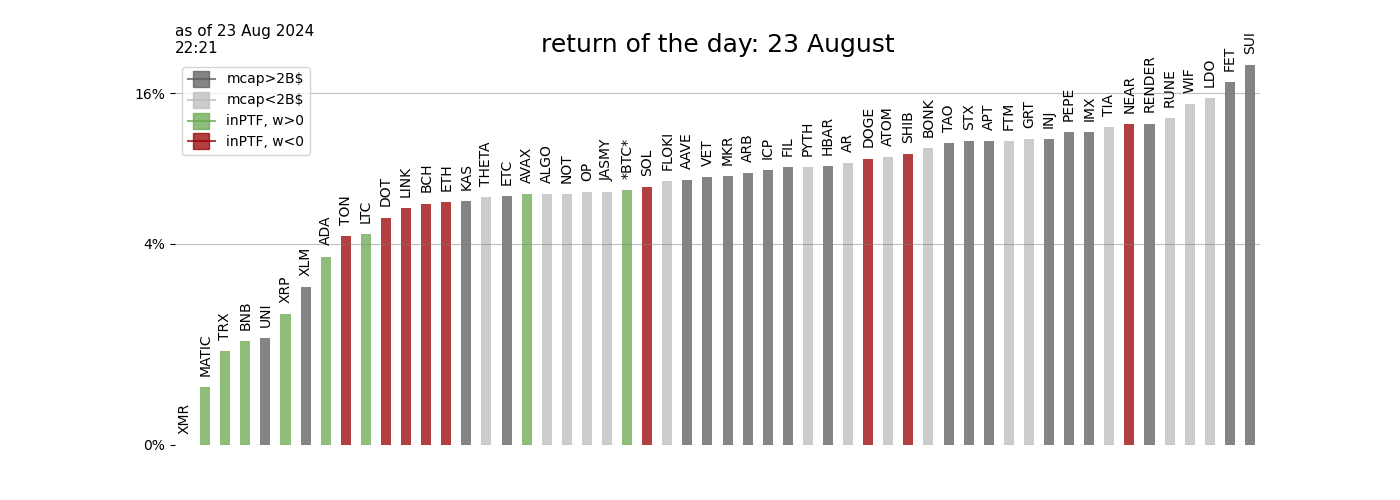 as of 23 Aug 2024
22:21
return of the day: 23 August
mcap>2B$
mcap<2B$
inPTF, w>0
inPTF, w<0
16%
4%
0%
XMR
MATIC
TRX
BNB
UNI
XRP
XLM
ADA
TON
LTC
DOT
LINK
BCH
ETH
KAS
THETA
ETC
AVAX
ALGO
NOT
OP
JASMY
*BTC*
SOL
FLOKI
AAVE
VET
MKR
ARB
ICP
FIL
PYTH
HBAR
AR
DOGE
ATOM
SHIB
BONK
TAO
STX
APT
FTM
GRT
INJ
PEPE
IMX
TIA
NEAR
RENDER
RUNE
WIF
LDO
FET
SUI